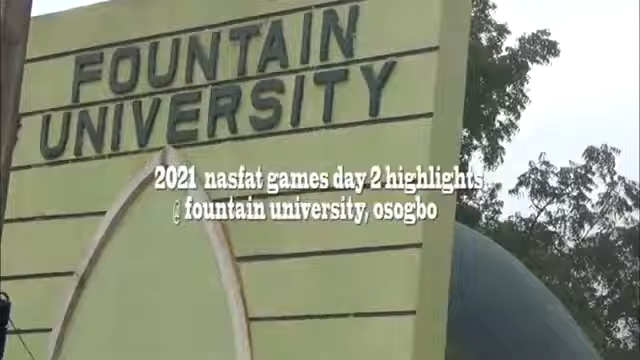 FOUNTAIN
UNIVERSITY
2021 nasfat games day 2 highlights
@ fountain university, osogbo